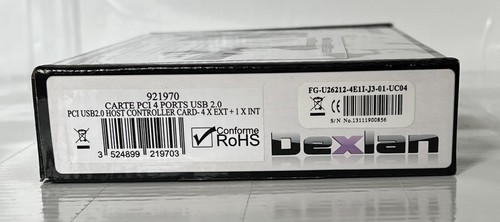 921970
CARTE PCI 4 PORTS USB 2.0
PCI USB2.0 HOST CONTROLLER CARD- 4 X EXT + 1 X INT
3 524899 219703
Conforme
RoHS
FG-U26212-4E1I-J3-01-UC04
CE
S/N No.13111900856
Dexlan